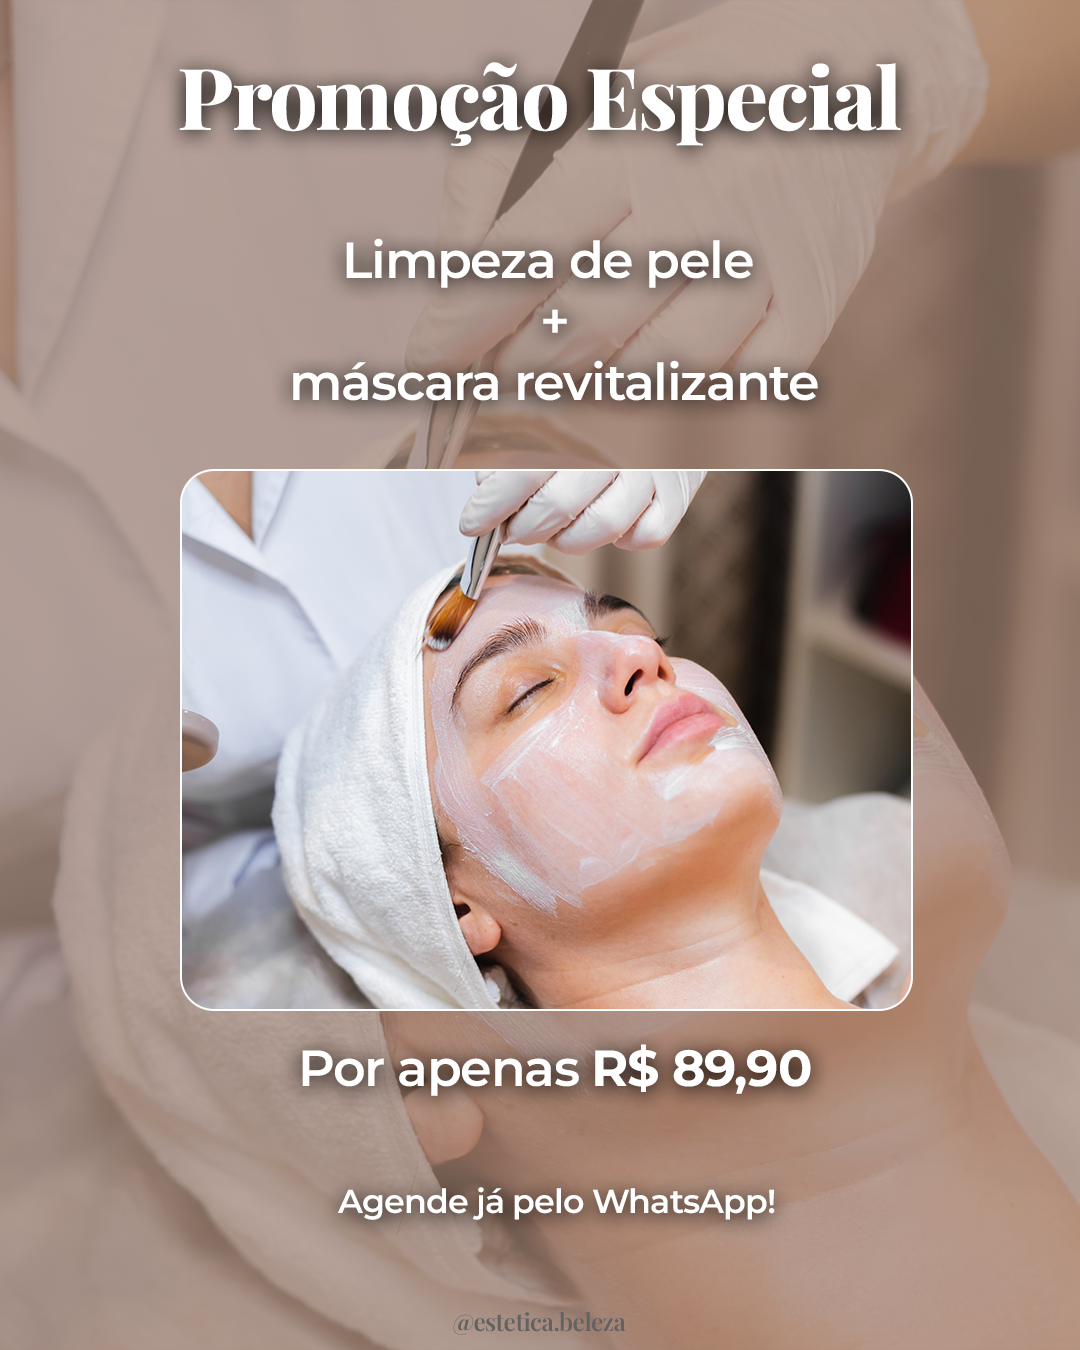 Promoção Especial
Limpeza de pele
+
máscara revitalizante
Por apenas R$ 89,90
Agende já pelo WhatsApp!
@estetica.beleza